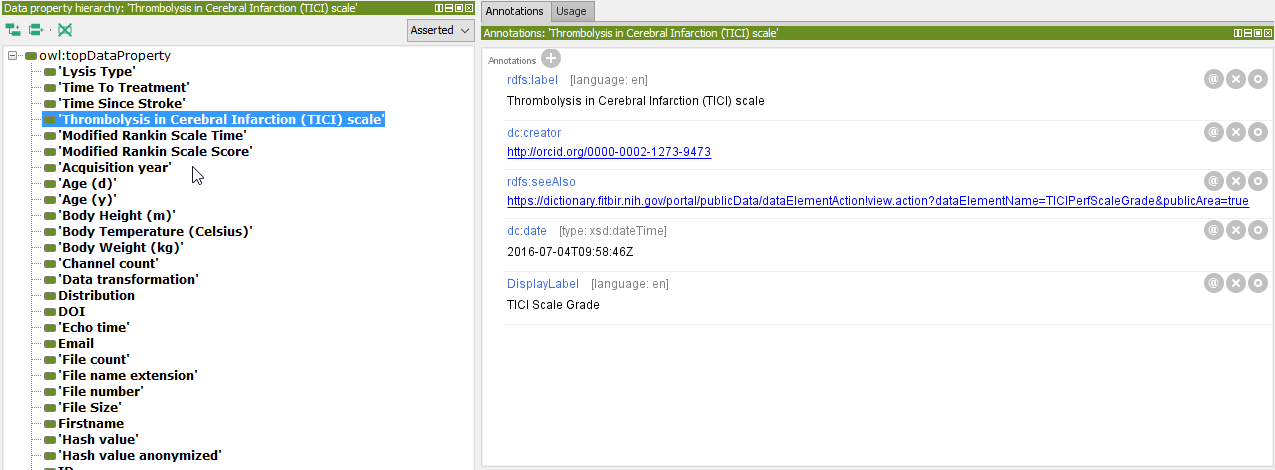 Data property hierarchy: 'Thrombolysis in Cerebral Infarction (TICI) scale'
Asserted
owl:topDataProperty
'Lysis Type'
'Time To Treatment'
'Time Since Stroke'
'Thrombolysis in Cerebral Infarction (TICI) scale'
'Modified Rankin Scale Time'
'Modified Rankin Scale Score'
'Acquisition year'
'Age (d)'
'Age (y)'
'Body Height (m)'
'Body Temperature (Celsius)'
'Body Weight (kg)'
'Channel count'
'Data transformation'
Distribution
DOI
'Echo time'
Email
'File count'
'File name extension'
'File number'
'File Size'
Firstname
'Hash value'
'Hash value anonymized'
ID
Annotations Usage
Annotations: 'Thrombolysis in Cerebral Infarction (TICI) scale'
Annotations
rdfs:label [language: en]
Thrombolysis in Cerebral Infarction (TICI) scale
dc:creator
http://orcid.org/0000-0002-1273-9473
rdfs:seeAlso
https://dictionary.fitbir.nih.gov/portal/publicData/dataElementAction!view.action?dataElementName=TICIPerfScaleGrade&publicArea=true
dc:date [type: xsd:dateTime]
2016-07-04T09:58:46Z
DisplayLabel [language: en]
TICI Scale Grade